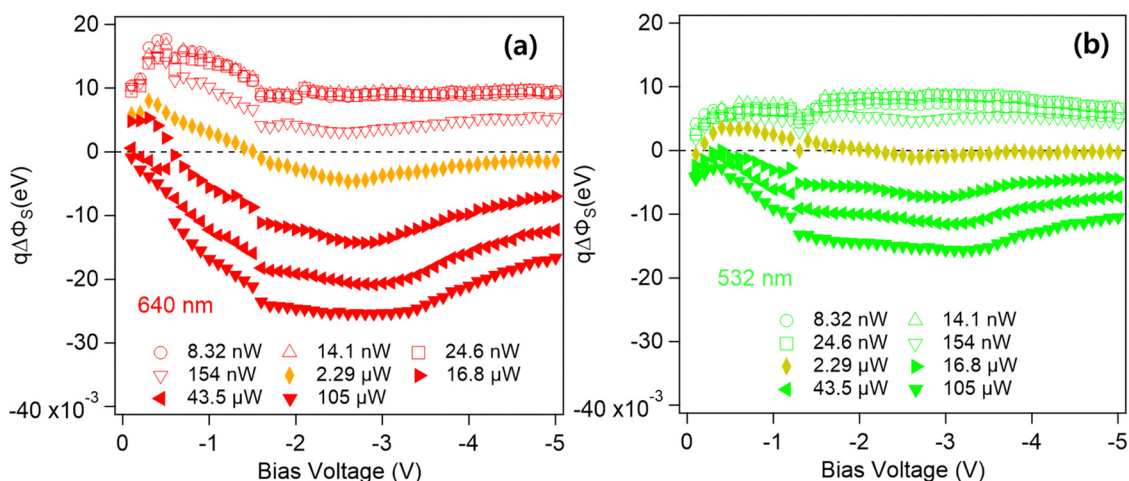 20
10
0
-10
-20
-30
-40 x10⁻³
qΔΦS(eV)
(a)
640 nm
8.32 nW
14.1 nW
24.6 nW
154 nW
2.29 µW
16.8 µW
43.5 µW
105 µW
0
-1
-2
-3
-4
-5
Bias Voltage (V)
20
10
0
-10
-20
-30
-40 x10⁻³
qΔΦS(eV)
(b)
532 nm
8.32 nW
14.1 nW
24.6 nW
154 nW
2.29 µW
16.8 µW
43.5 µW
105 µW
0
-1
-2
-3
-4
-5
Bias Voltage (V)